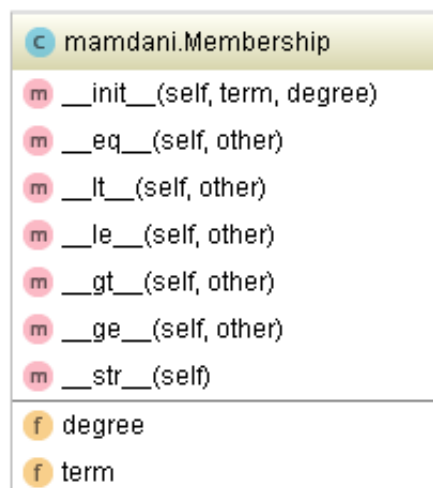 C mamdani.Membership
m __init__(self, term, degree)
m __eq__(self, other)
m __lt__(self, other)
m __le__(self, other)
m __gt__(self, other)
m __ge__(self, other)
m __str__(self)
f degree
f term